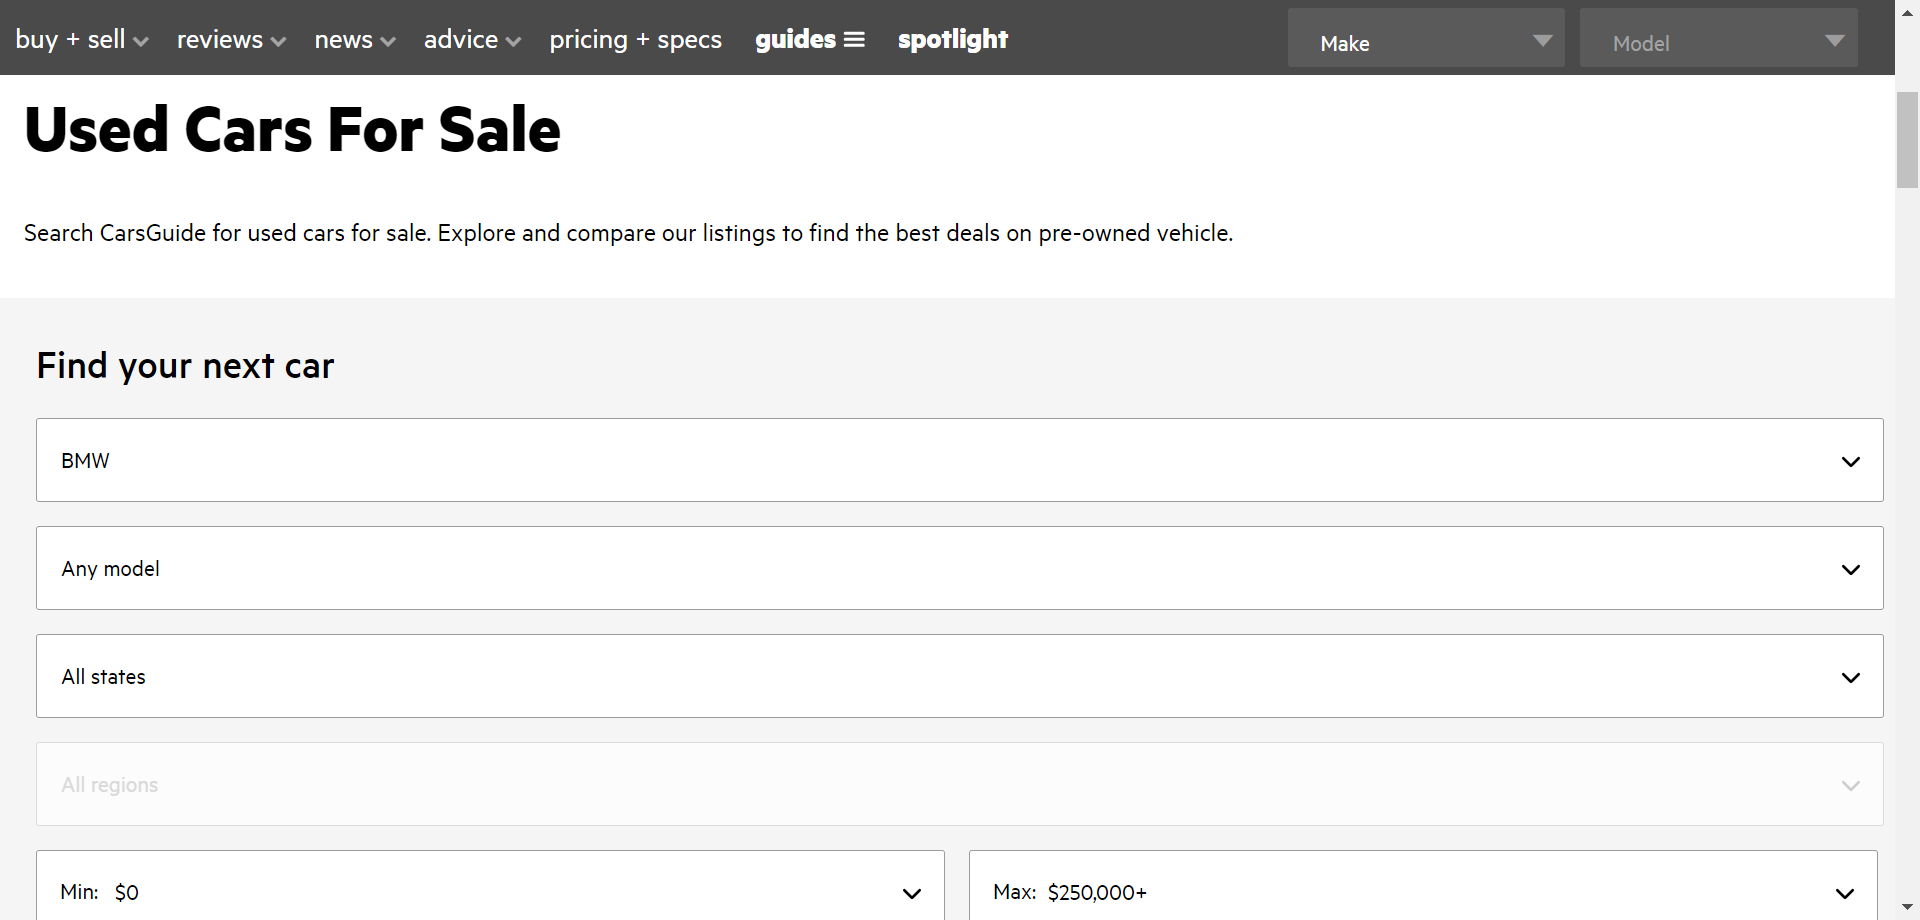 buy + sell reviews news advice pricing + specs guides spotlight Make Model
Used Cars For Sale
Search CarsGuide for used cars for sale. Explore and compare our listings to find the best deals on pre-owned vehicle.
Find your next car
BMW
Any model
All states
All regions
Min: $0 Max: $250,000+